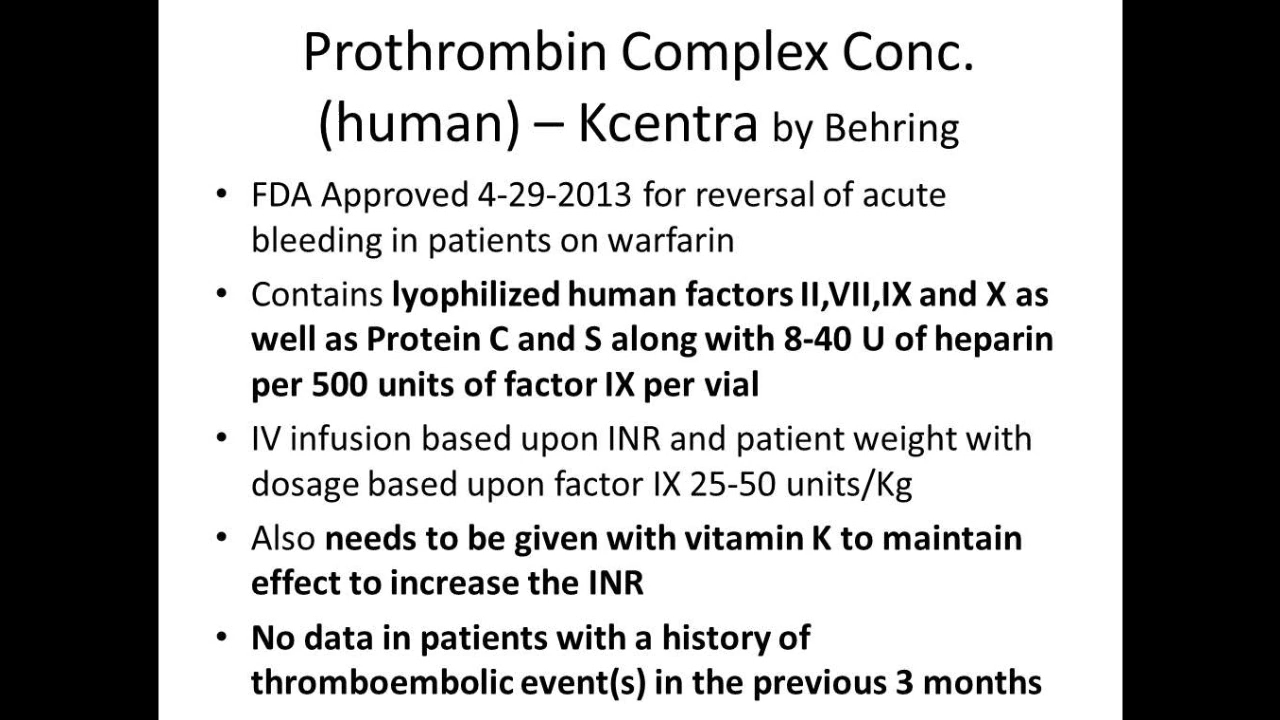 Prothrombin Complex Conc.
(human) – Kcentra by Behring
• FDA Approved 4-29-2013 for reversal of acute
bleeding in patients on warfarin
• Contains lyophilized human factors II,VII,IX and X as
well as Protein C and S along with 8-40 U of heparin
per 500 units of factor IX per vial
• IV infusion based upon INR and patient weight with
dosage based upon factor IX 25-50 units/Kg
• Also needs to be given with vitamin K to maintain
effect to increase the INR
• No data in patients with a history of
thromboembolic event(s) in the previous 3 months